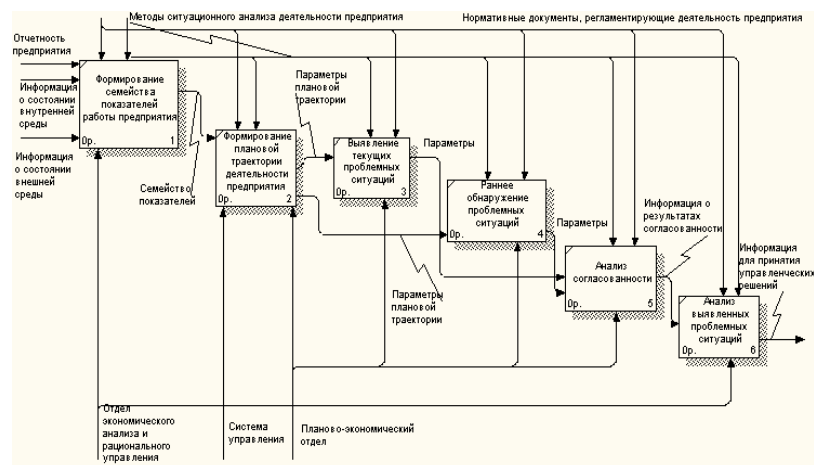 Методы ситуационного анализа деятельности предприятия
Нормативные документы, регламентирующие деятельность предприятия
Отчетность
предприятия
Информация
о состоянии
внутренней
среды
Информация
о состоянии
внешней
среды
Формирование
семейства
показателей
работы предприятия
0р.
1
Семейство
показателей
Формирование
плановой
траектории
деятельности
предприятия
0р.
2
Параметры
плановой
траектории
Выявление
текущих
проблемных
ситуаций
0р.
3
Параметры
Раннее
обнаружение
проблемных
ситуаций
0р.
4
Параметры
Параметры
плановой
траектории
Анализ
согласованности
0р.
5
Информация о
результатах
согласованности
Анализ
выявленных
проблемных
ситуаций
0р.
6
Информация
для принятия
управленческих
решений
Отдел
экономического
анализа и
рационального
управления
Система
управления
Планово-экономический
отдел